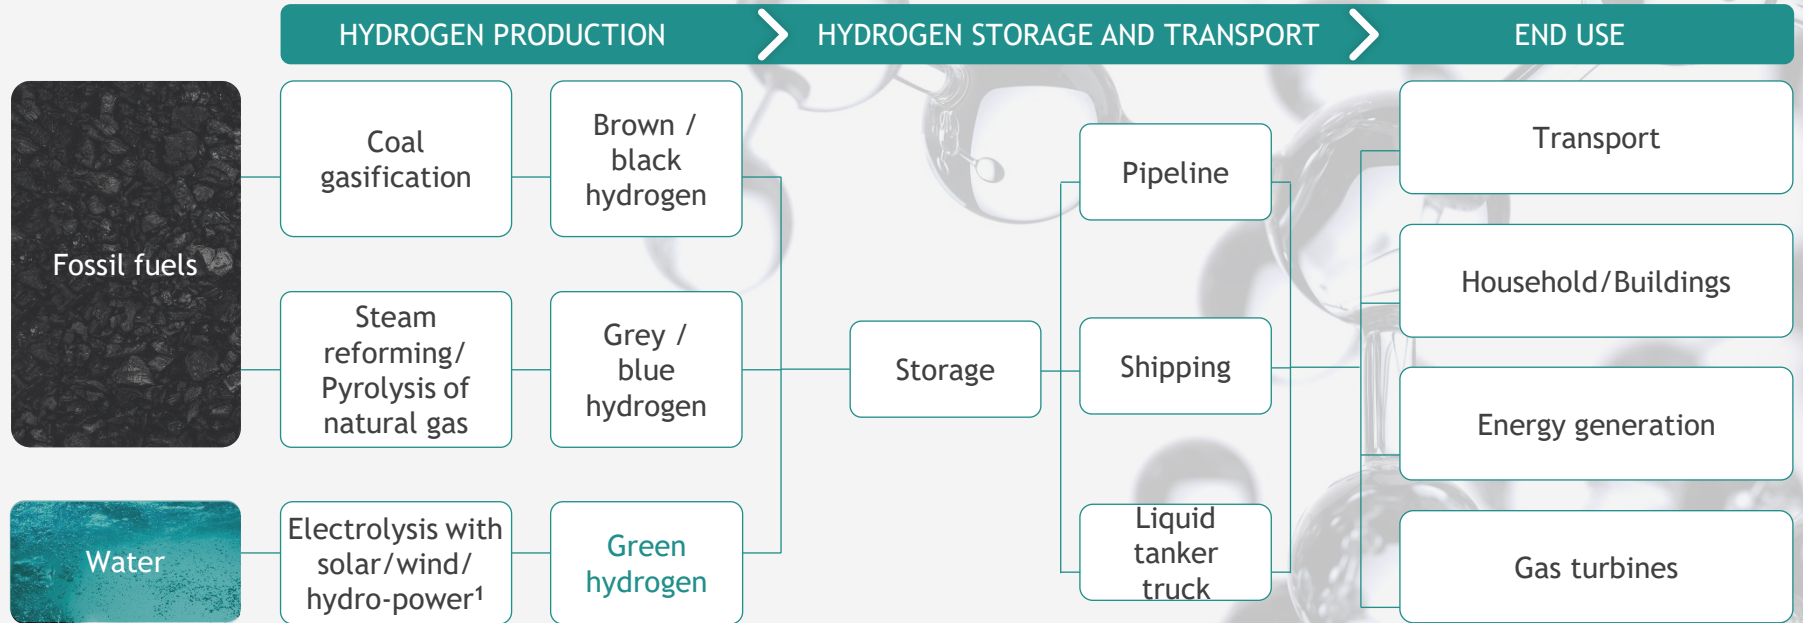 HYDROGEN PRODUCTION
HYDROGEN STORAGE AND TRANSPORT
END USE
Fossil fuels
Coal
gasification
Brown /
black
hydrogen
Steam
reforming/
Pyrolysis of
natural gas
Grey /
blue
hydrogen
Water
Electrolysis with
solar/wind/
hydro-power¹
Green
hydrogen
Storage
Pipeline
Shipping
Liquid
tanker
truck
Transport
Household/Buildings
Energy generation
Gas turbines